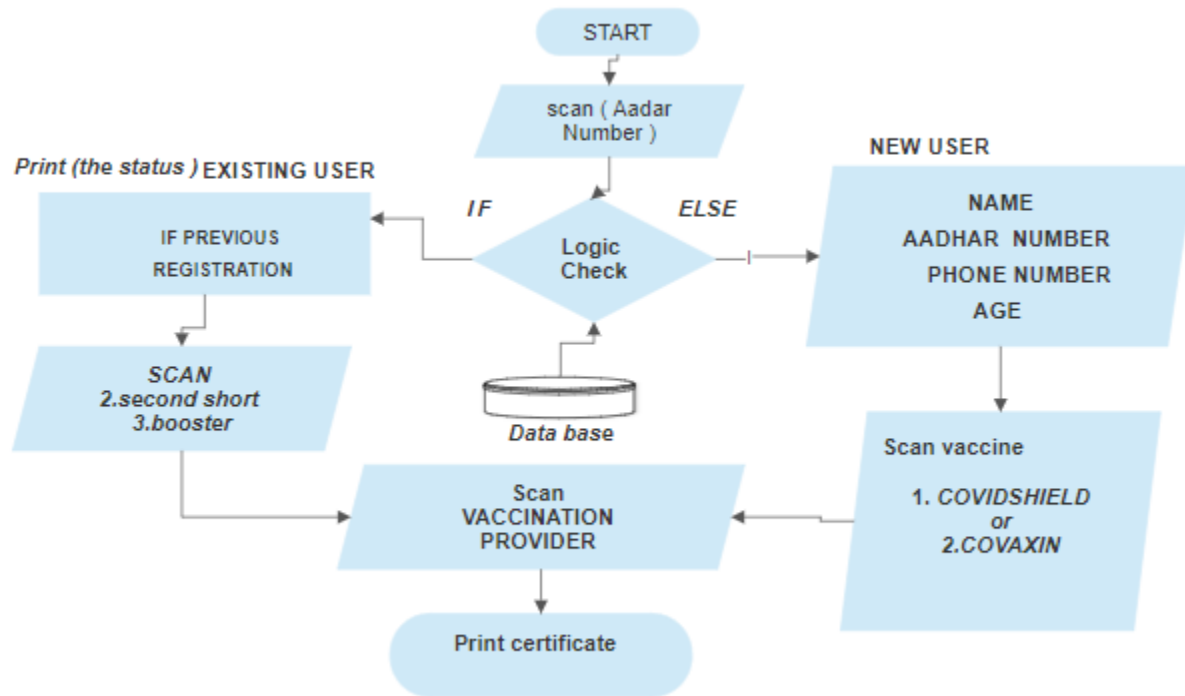 START
scan ( Aadar
Number )
NEW USER
Print (the status ) EXISTING USER
IF
ELSE
NAME
AADHAR NUMBER
PHONE NUMBER
AGE
Logic
Check
IF PREVIOUS
REGISTRATION
SCAN
2.second short
3.booster
Data base
Scan vaccine
1. COVIDSHIELD
or
2.COVAXIN
Scan
VACCINATION
PROVIDER
Print certificate